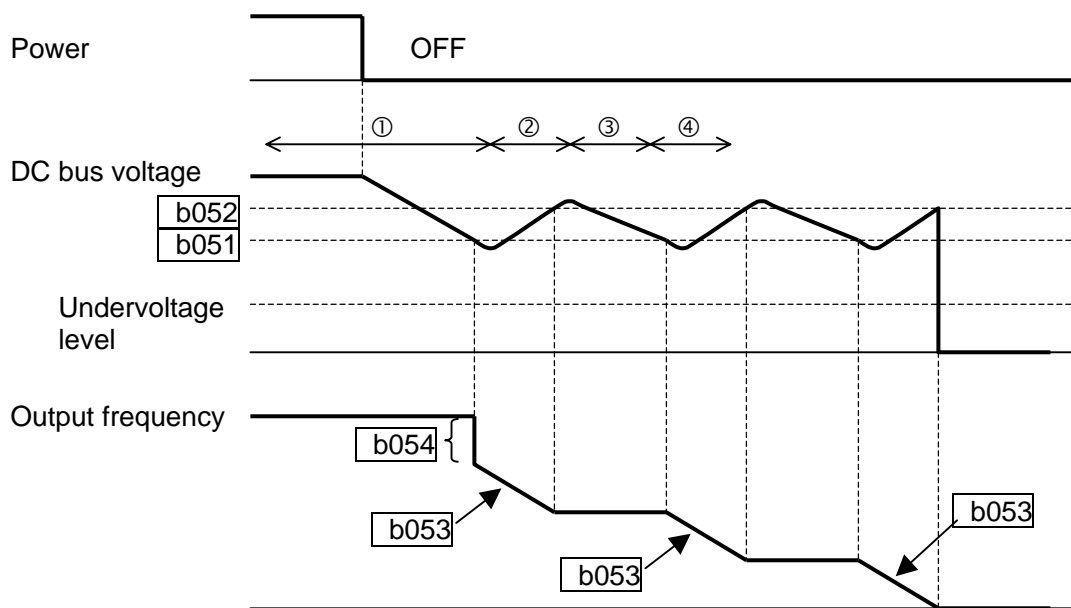 Power
OFF
① ② ③ ④
DC bus voltage
b052
b051
Undervoltage
level
Output frequency
b054
b053
b053
b053